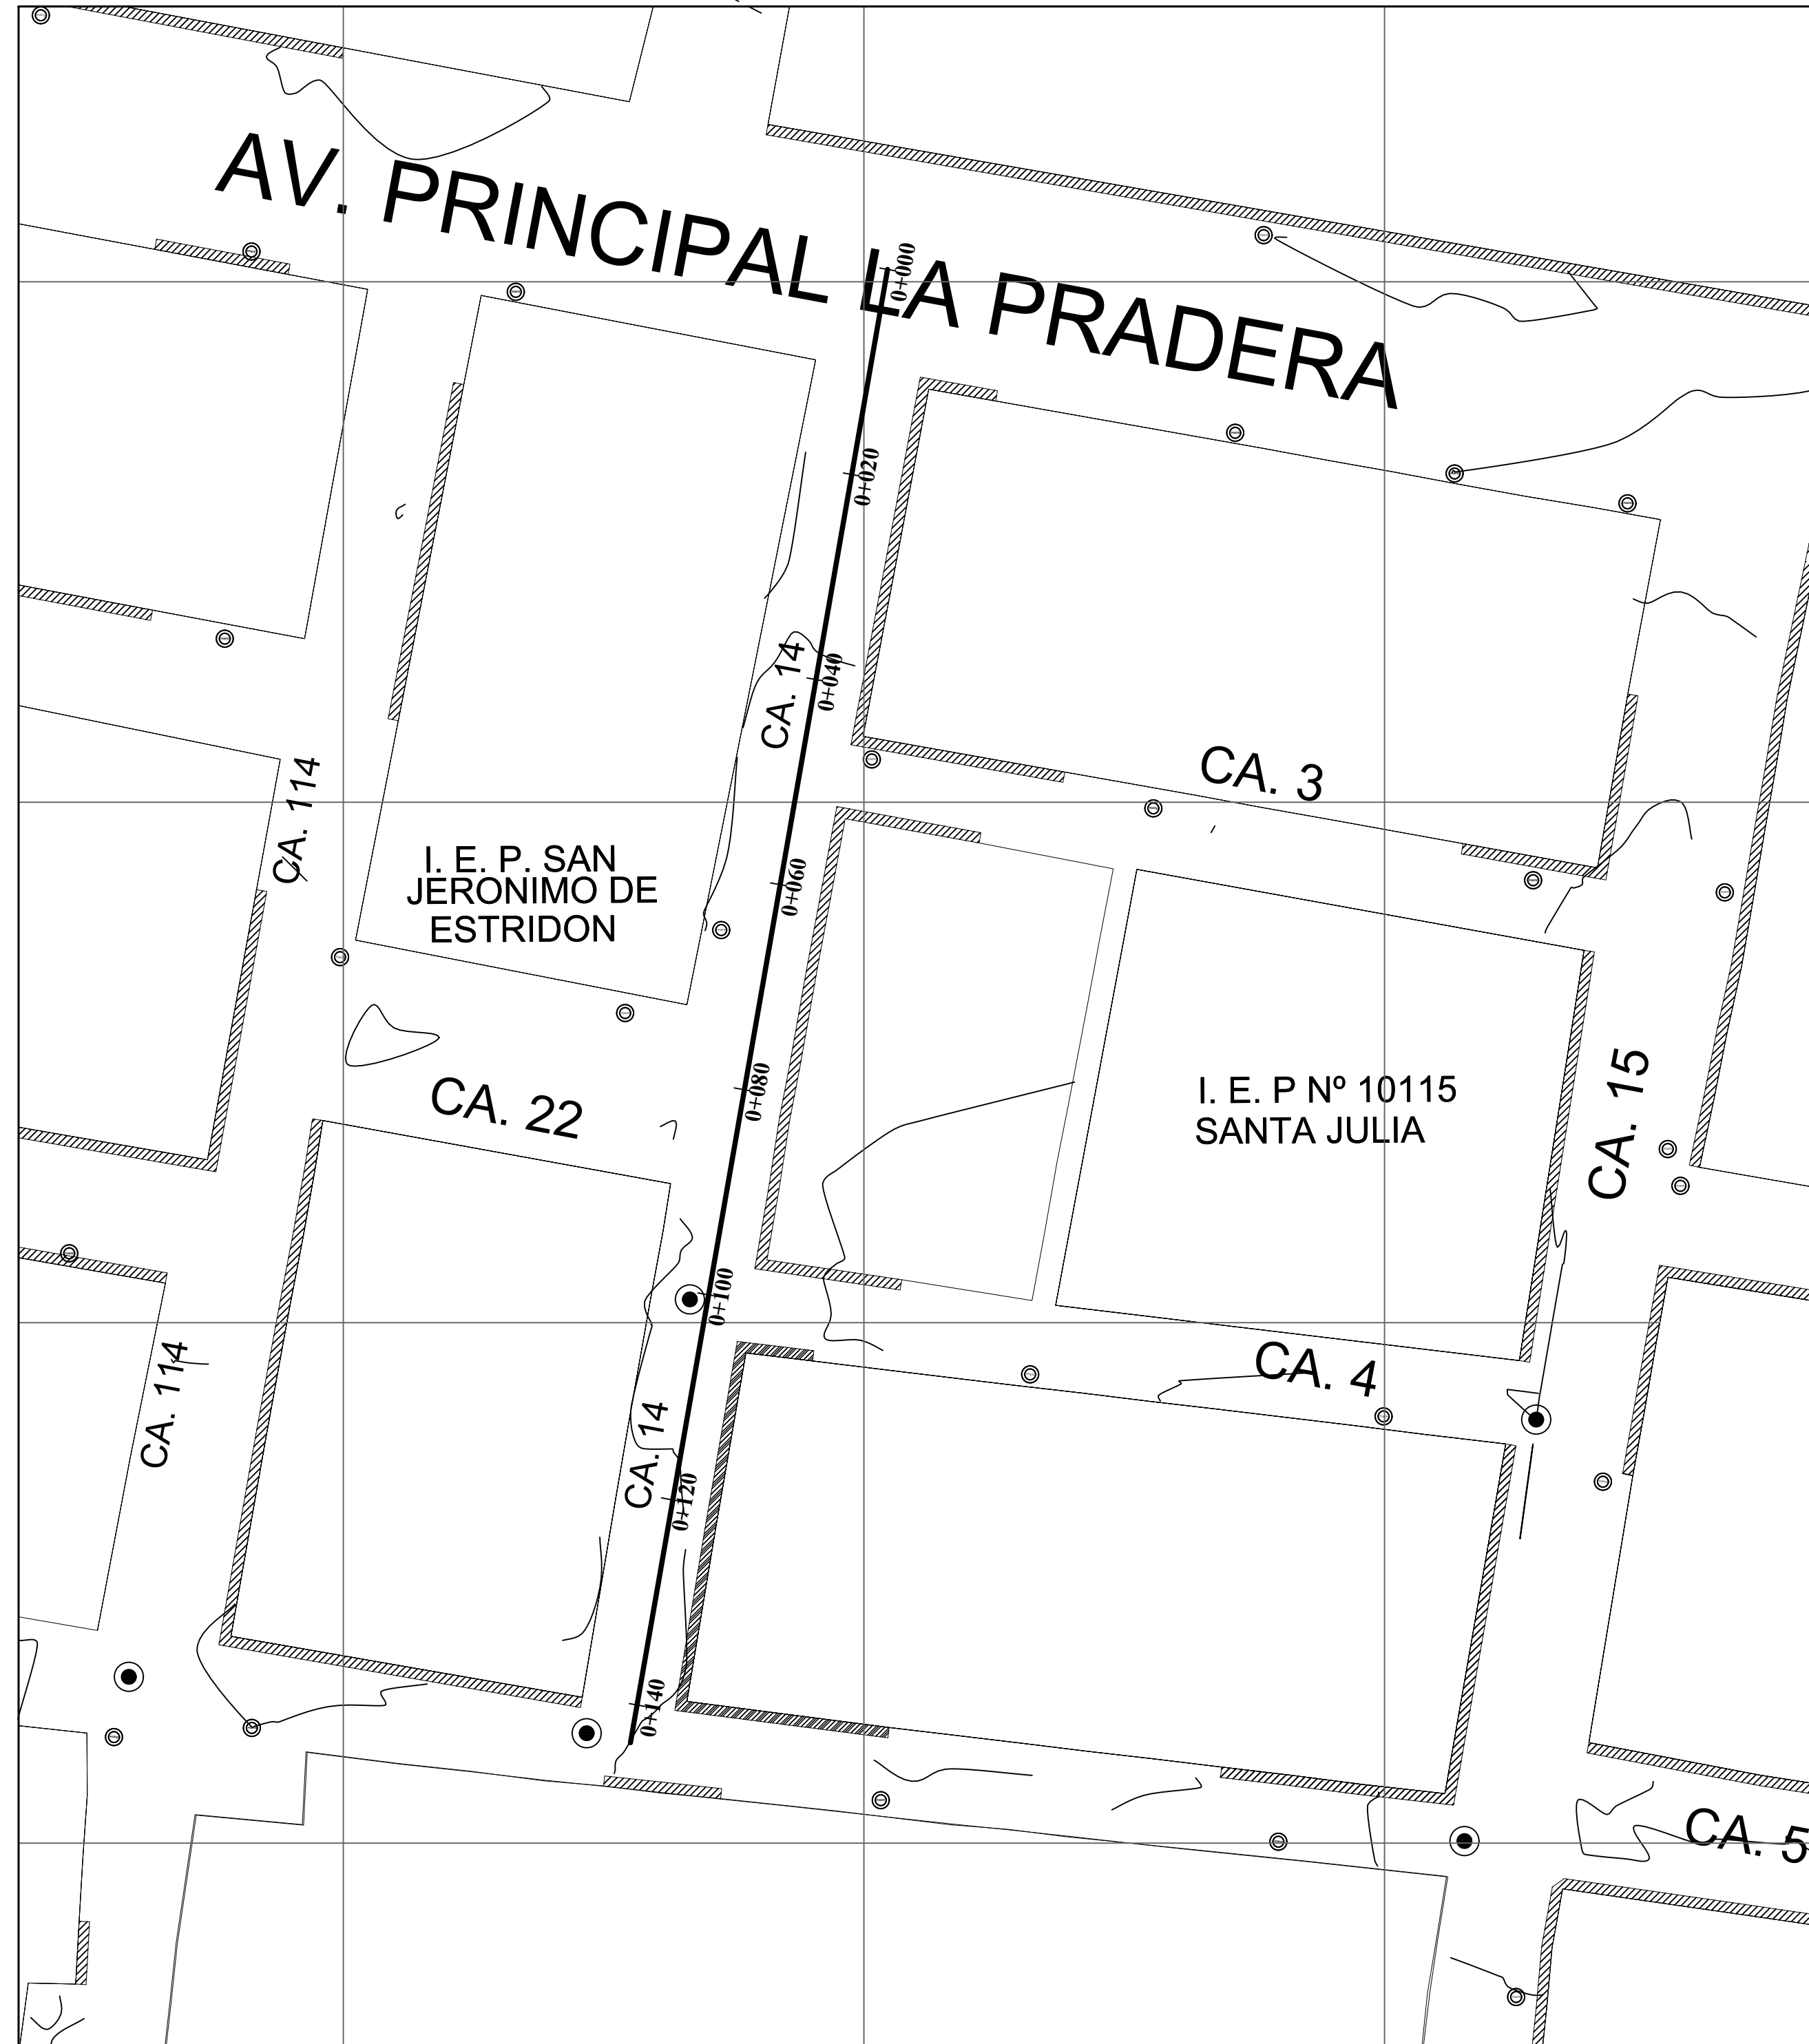 AV. PRINCIPAL LA PRADERA
0+000
0+020
CA. 14
0+040
CA. 3
CA. 114
I. E. P. SAN
JERONIMO DE
ESTRIDON
0+060
CA. 22
0+080
I. E. P Nº 10115
SANTA JULIA
CA. 15
0+100
CA. 114
CA. 4
CA. 14
0+120
0+140
CA. 5